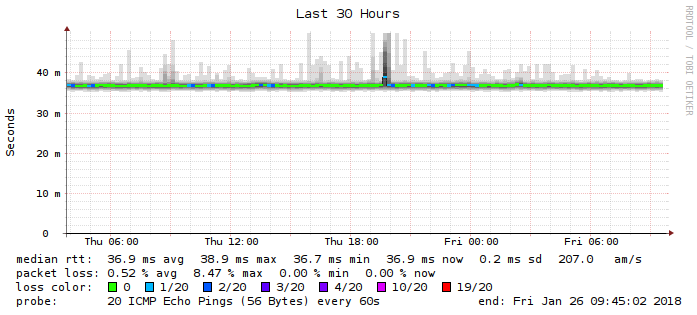 Last 30 Hours
RRDTOOL / TOBI OETIKER
Seconds
40 m
30 m
20 m
10 m
0
Thu 06:00 Thu 12:00 Thu 18:00 Fri 00:00 Fri 06:00
median rtt: 36.9 ms avg 38.9 ms max 36.7 ms min 36.9 ms now 0.2 ms sd 207.0 am/s
packet loss: 0.52 % avg 8.47 % max 0.00 % min 0.00 % now
loss color: 0 1/20 2/20 3/20 4/20 10/20 19/20
probe: 20 ICMP Echo Pings (56 Bytes) every 60s end: Fri Jan 26 09:45:02 2018